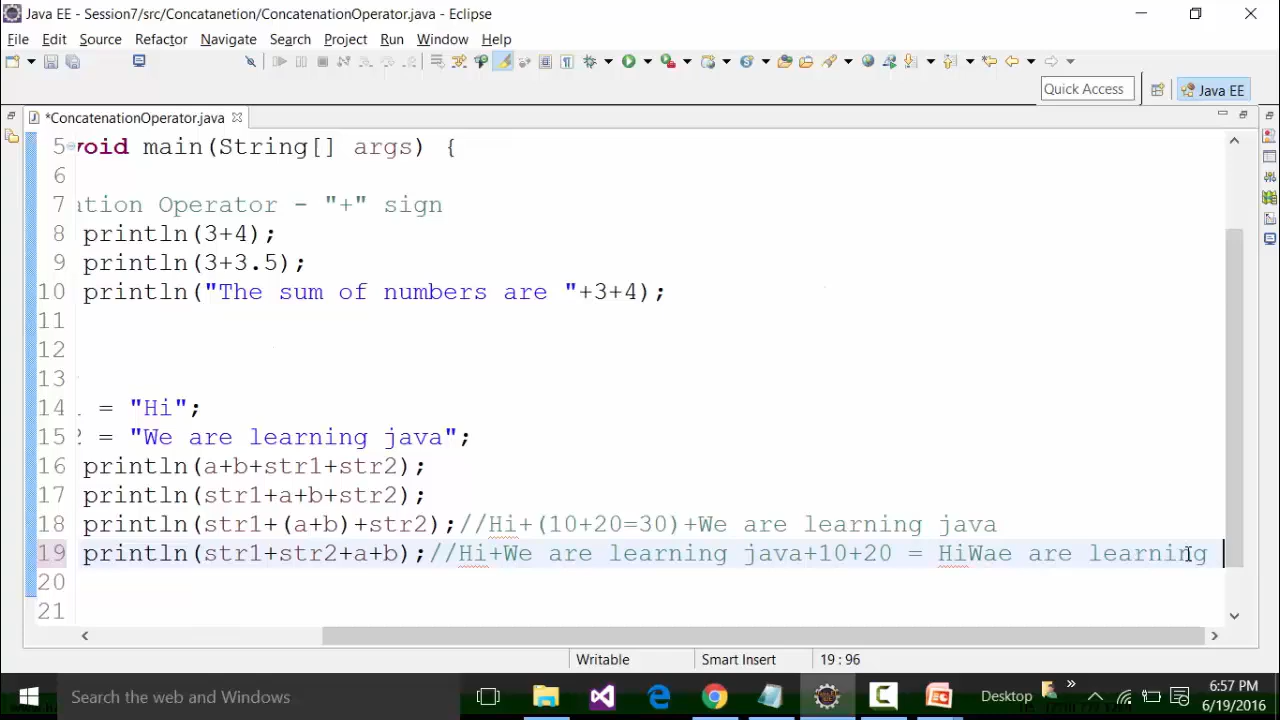 Java EE - Session7/src/Concatanetion/ConcatenationOperator.java - Eclipse
File Edit Source Refactor Navigate Search Project Run Window Help
Quick Access
Java EE
*ConcatenationOperator.java
5 void main(String[] args) {
6
7 ation Operator - "+" sign
8 println(3+4);
9 println(3+3.5);
10 println("The sum of numbers are "+3+4);
11
12
13
14 = "Hi";
15 = "We are learning java";
16 println(a+b+str1+str2);
17 println(str1+a+b+str2);
18 println(str1+(a+b)+str2);//Hi+(10+20=30)+We are learning java
19 println(str1+str2+a+b);//Hi+We are learning java+10+20 = HiWae are learning
20
21
Writable Smart Insert 19 : 96
Search the web and Windows
Desktop
6:57 PM
6/19/2016